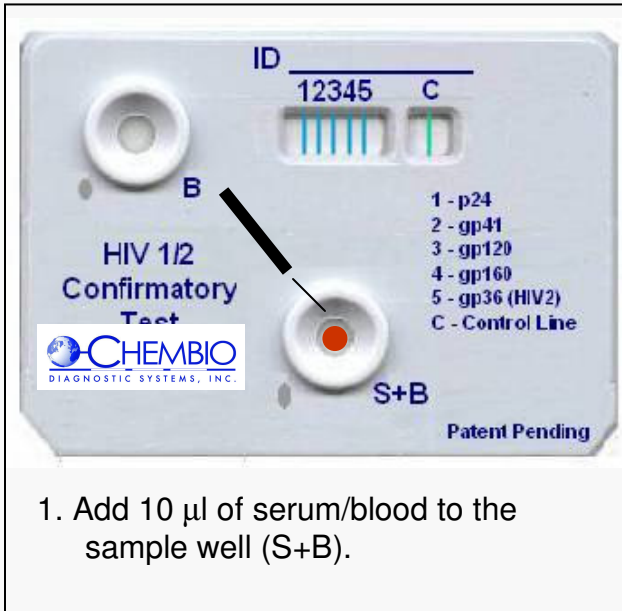 ID
12345 C
B
1 - p24
2 - gp41
3 - gp120
4 - gp160
5 - gp36 (HIV2)
C - Control Line
HIV 1/2
Confirmatory
Test
CHEMBIO
DIAGNOSTIC SYSTEMS, INC.
S+B
Patent Pending
1. Add 10 μl of serum/blood to the
sample well (S+B).